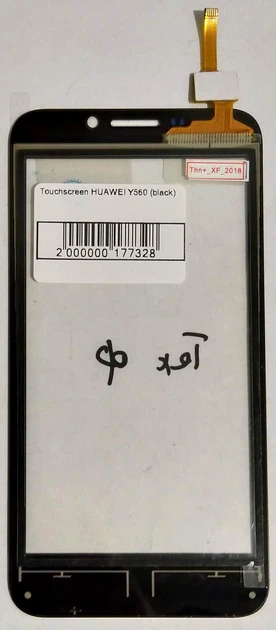 Thn+_XF_2018
Touchscreen HUAWEI Y560 (black)
2 000000 177328